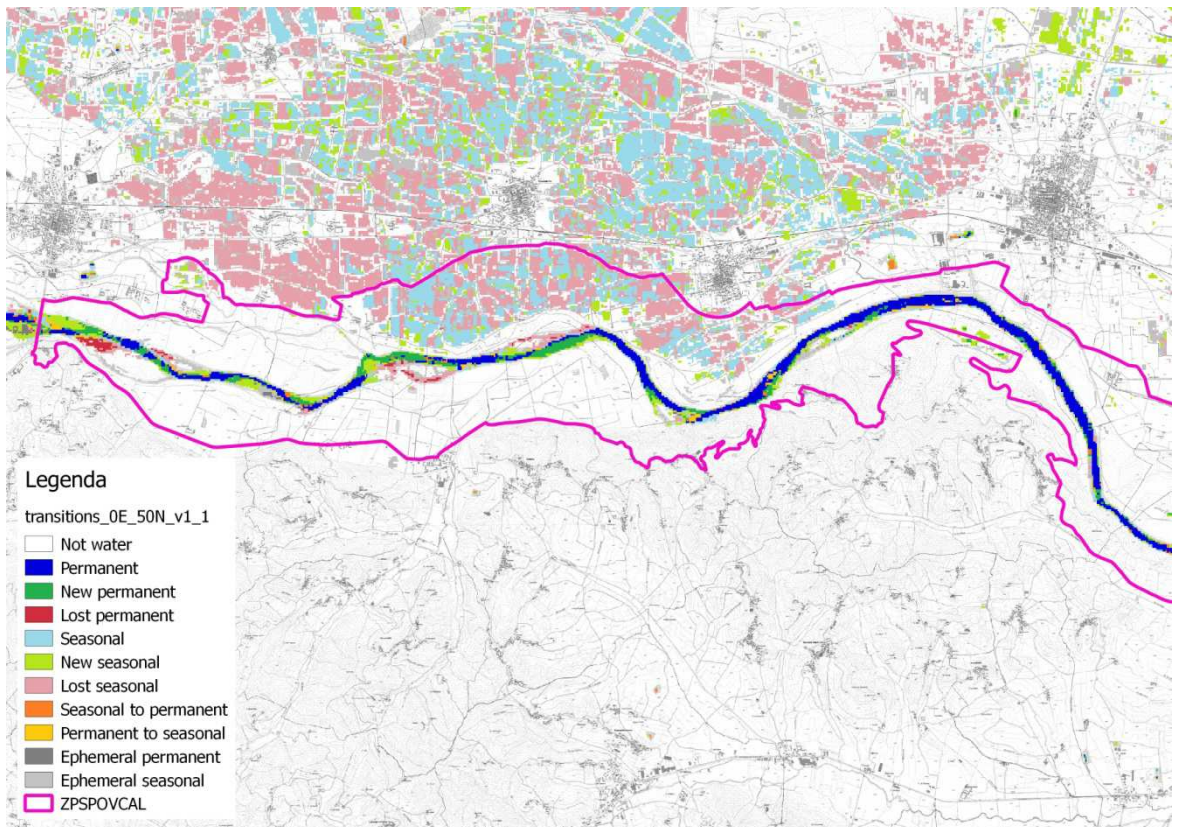 Legenda
transitions_0E_50N_v1_1
Not water
Permanent
New permanent
Lost permanent
Seasonal
New seasonal
Lost seasonal
Seasonal to permanent
Permanent to seasonal
Ephemeral permanent
Ephemeral seasonal
ZPSPOVCAL